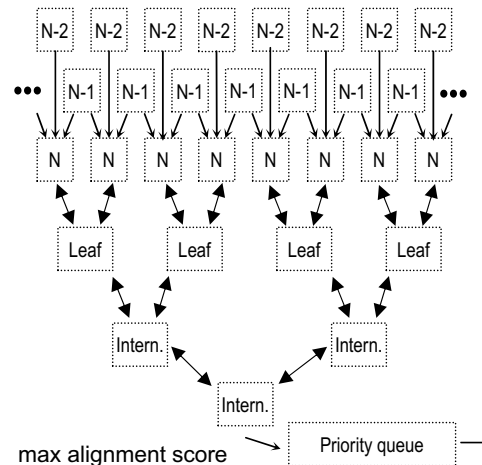 N-2 N-2 N-2 N-2 N-2 N-2 N-2 N-2
••• N-1 N-1 N-1 N-1 N-1 N-1 N-1 •••
N N N N N N N N
Leaf Leaf Leaf Leaf
Intern. Intern.
Intern.
Priority queue
max alignment score